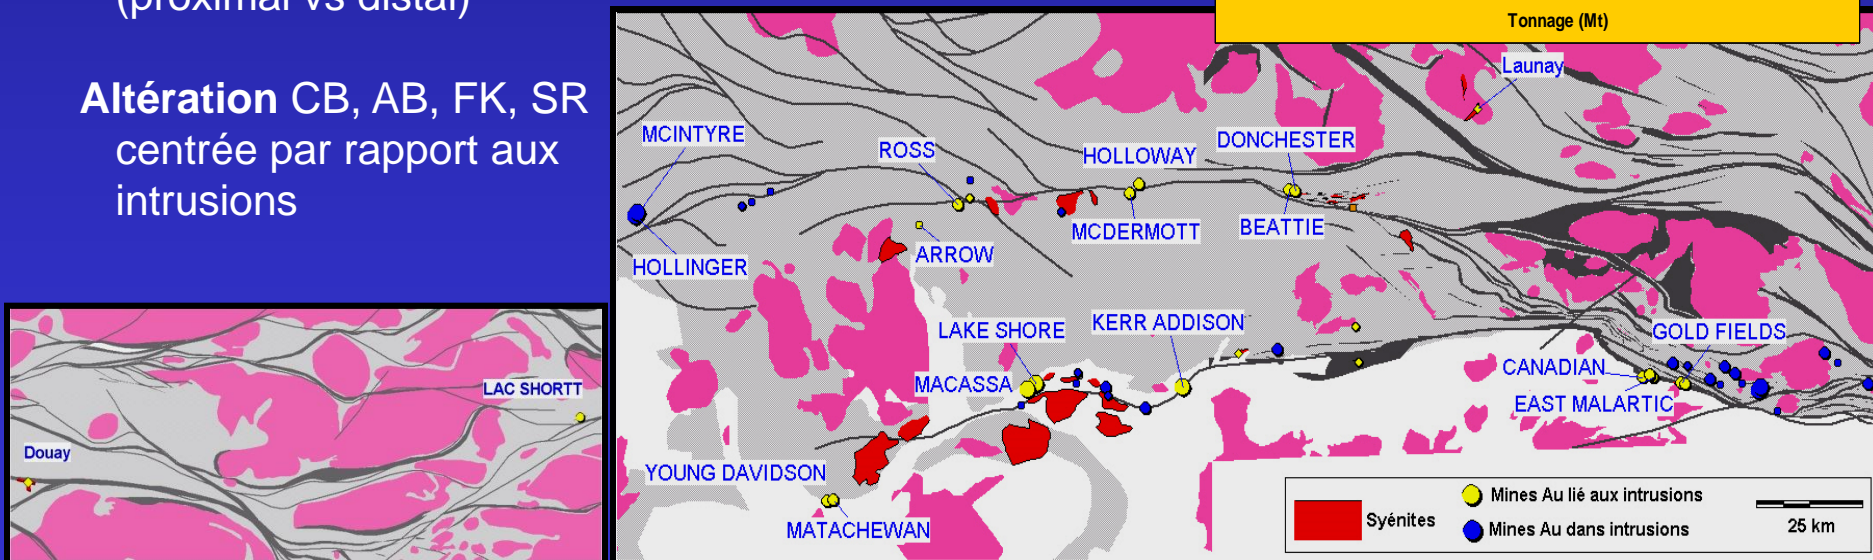 (proximal vs distal)
Altération CB, AB, FK, SR
centrée par rapport aux
intrusions
Tonnage (Mt)
Launay
MCINTYRE
ROSS
HOLLOWAY
DONCHESTER
MCDERMOTT
BEATTIE
ARROW
HOLLINGER
LAKE SHORE
KERR ADDISON
GOLD FIELDS
MACASSA
CANADIAN
EAST MALARTIC
YOUNG DAVIDSON
MATACHEWAN
LAC SHORTT
Douay
Syénites
Mines Au lié aux intrusions
Mines Au dans intrusions
25 km